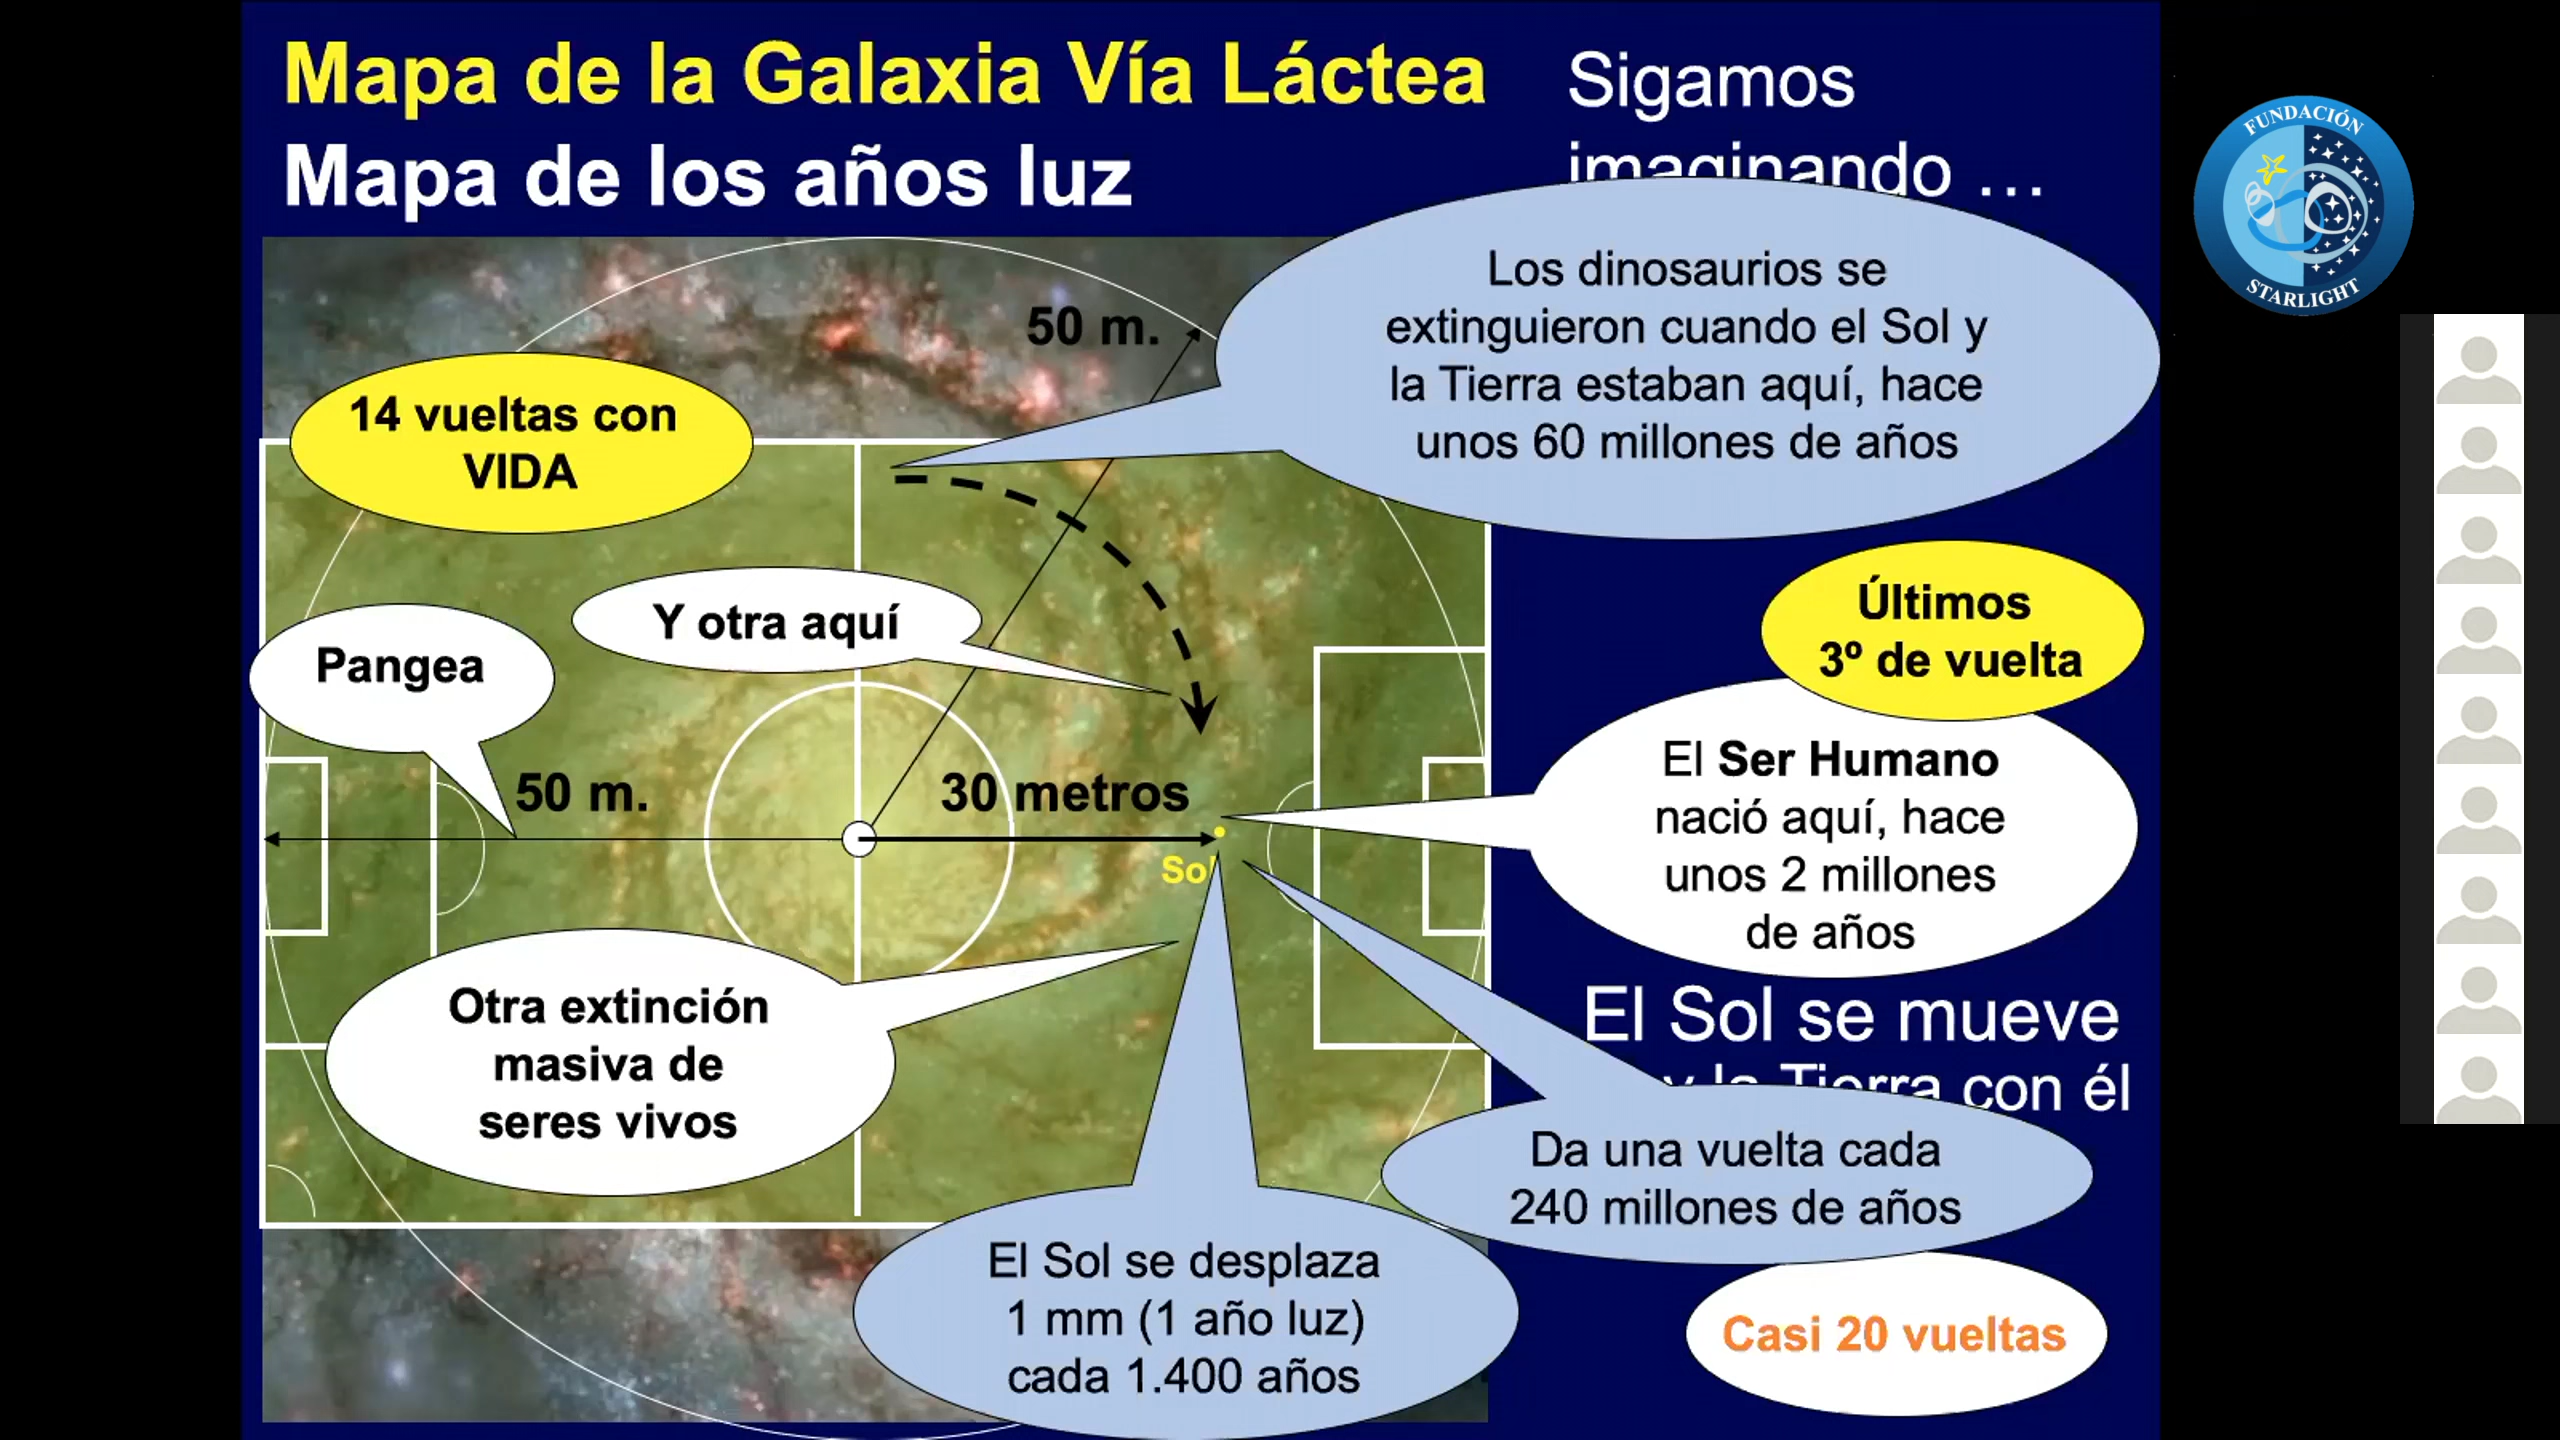 Mapa de la Galaxia Vía Láctea
Mapa de los años luz
Sigamos
imaginando ...
FUNDACIÓN
STARLIGHT
Los dinosaurios se
extinguieron cuando el Sol y
la Tierra estaban aquí, hace
unos 60 millones de años
50 m.
14 vueltas con
VIDA
Y otra aquí
Pangea
Últimos
3º de vuelta
50 m.
30 metros
Sol
El Ser Humano
nació aquí, hace
unos 2 millones
de años
Otra extinción
masiva de
seres vivos
El Sol se mueve
y la Tierra con él
Da una vuelta cada
240 millones de años
El Sol se desplaza
1 mm (1 año luz)
cada 1.400 años
Casi 20 vueltas